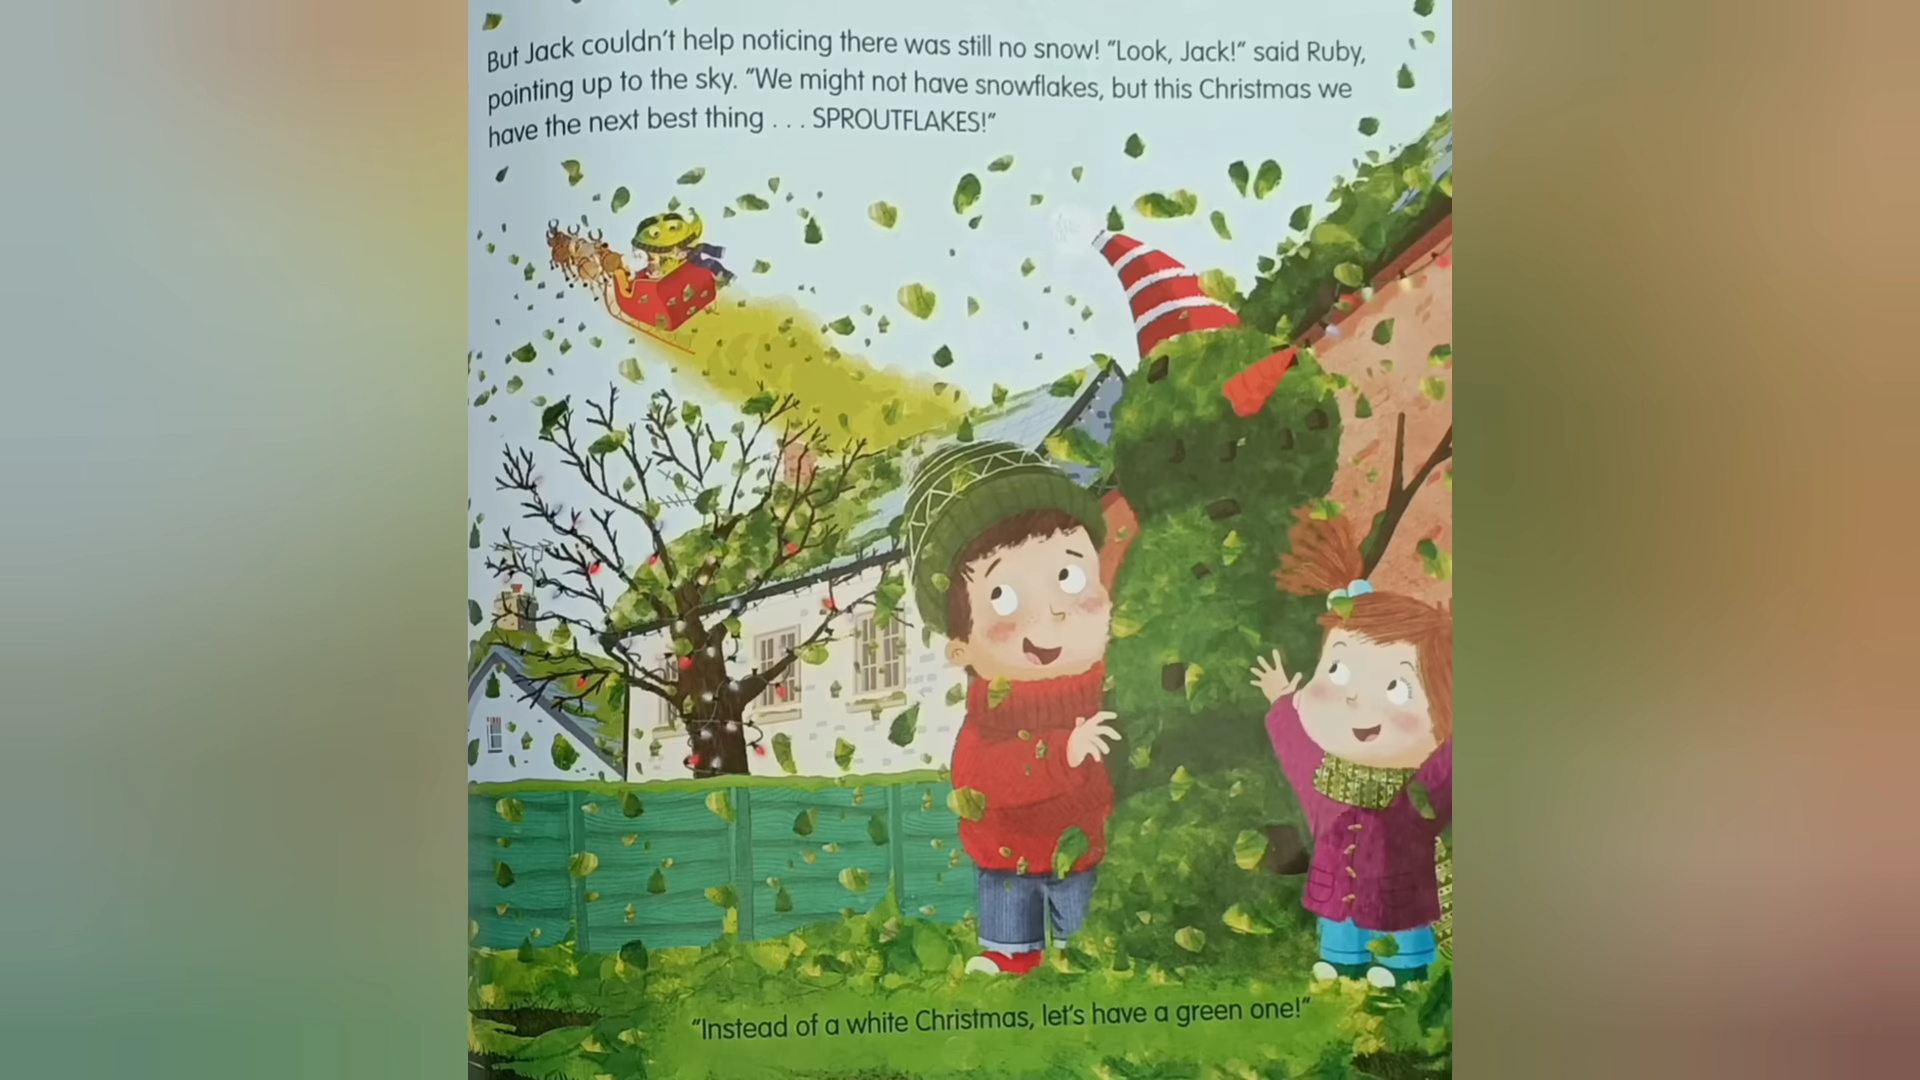 But Jack couldn't help noticing there was still no snow! "Look, Jack!" said Ruby,
pointing up to the sky. "We might not have snowflakes, but this Christmas we
have the next best thing . . . SPROUTFLAKES!"
"Instead of a white Christmas, let's have a green one!"